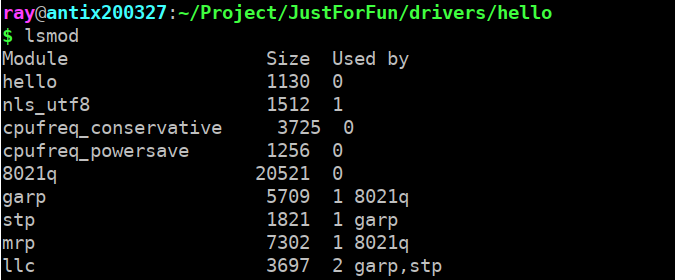 ray@antix200327:~/Project/JustForFun/drivers/hello
$ lsmod
Module                  Size  Used by
hello                   1130  0
nls_utf8                1512  1
cpufreq_conservative     3725  0
cpufreq_powersave       1256  0
8021q                  20521  0
garp                    5709  1 8021q
stp                     1821  1 garp
mrp                     7302  1 8021q
llc                     3697  2 garp,stp